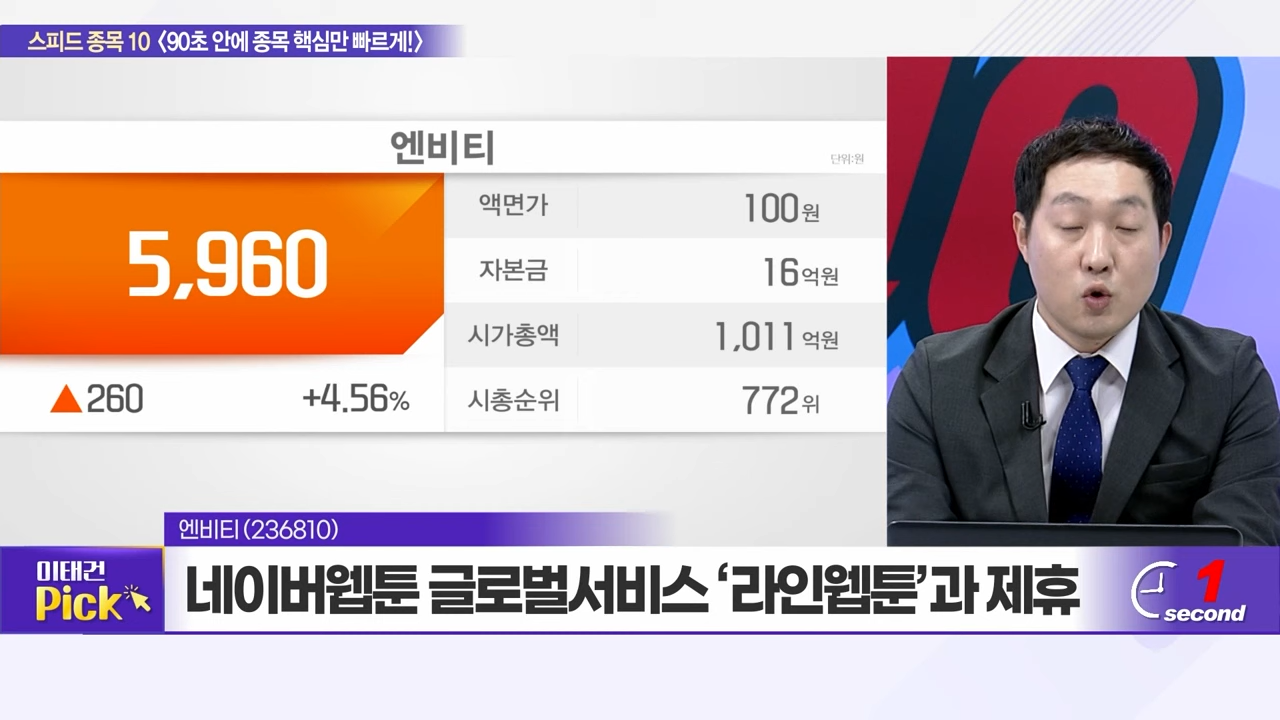 스피드 종목 10 〈90초 안에 종목 핵심만 빠르게!〉
엔비티
단위:원
5,960
▲260 +4.56%
액면가 100원
자본금 16억원
시가총액 1,011억원
시총순위 772위
엔비티(236810)
이태건
Pick
네이버웹툰 글로벌서비스 ‘라인웹툰’과 제휴
1
second